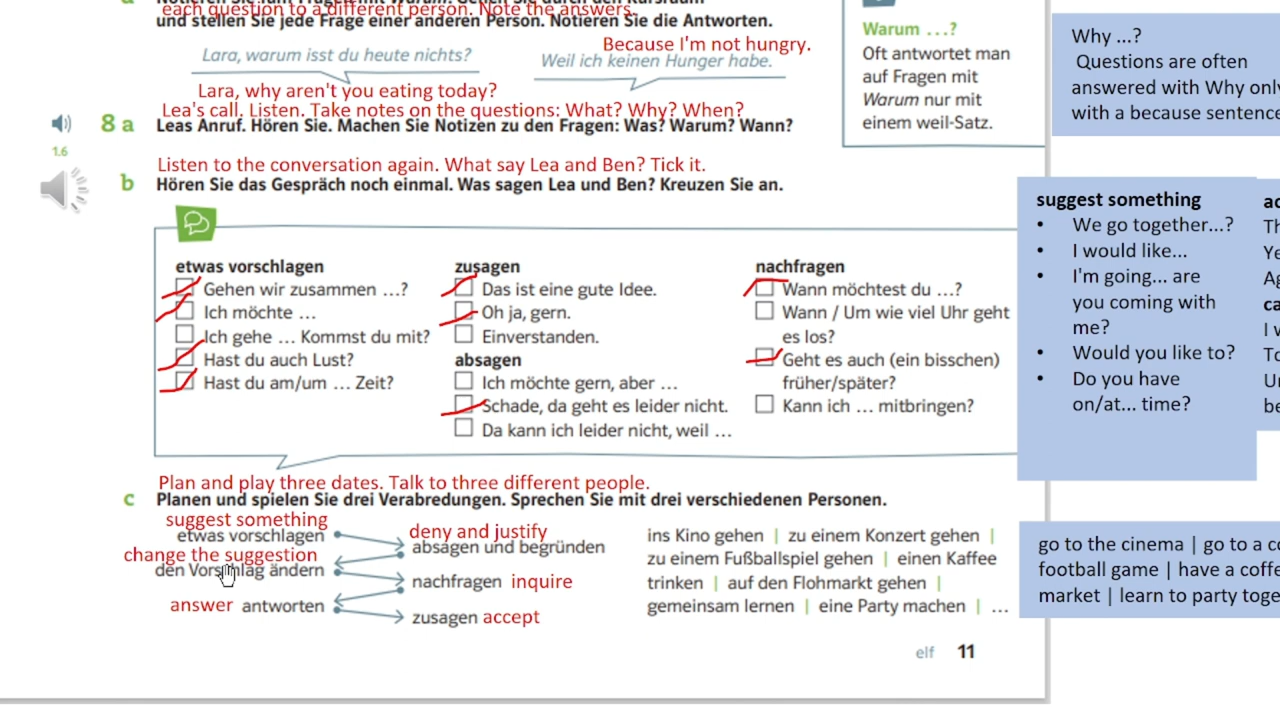 each question to a different person. Note the answers.
und stellen Sie jede Frage einer anderen Person. Notieren Sie die Antworten.
Because I'm not hungry.
Lara, warum isst du heute nichts?
Weil ich keinen Hunger habe.
Lara, why aren't you eating today?
Lea's call. Listen. Take notes on the questions: What? Why? When?
8 a Leas Anruf. Hören Sie. Machen Sie Notizen zu den Fragen: Was? Warum? Wann?
1.6
Listen to the conversation again. What say Lea and Ben? Tick it.
b Hören Sie das Gespräch noch einmal. Was sagen Lea und Ben? Kreuzen Sie an.
Warum …?
Oft antwortet man
auf Fragen mit
Warum nur mit
einem weil-Satz.
Why ...?
Questions are often
answered with Why only
with a because sentence
etwas vorschlagen
Gehen wir zusammen …?
Ich möchte …
Ich gehe … Kommst du mit?
Hast du auch Lust?
Hast du am/um … Zeit?
zusagen
Das ist eine gute Idee.
Oh ja, gern.
Einverstanden.
absagen
Ich möchte gern, aber …
Schade, da geht es leider nicht.
Da kann ich leider nicht, weil …
nachfragen
Wann möchtest du …?
Wann / Um wie viel Uhr geht
es los?
Geht es auch (ein bisschen)
früher/später?
Kann ich … mitbringen?
suggest something
• We go together...?
• I would like...
• I'm going... are
you coming with
me?
• Would you like to?
• Do you have
on/at... time?
Plan and play three dates. Talk to three different people.
c Planen und spielen Sie drei Verabredungen. Sprechen Sie mit drei verschiedenen Personen.
suggest something
etwas vorschlagen
change the suggestion
den Vorschlag ändern
answer antworten
deny and justify
absagen und begründen
nachfragen inquire
zusagen accept
ins Kino gehen | zu einem Konzert gehen |
zu einem Fußballspiel gehen | einen Kaffee
trinken | auf den Flohmarkt gehen |
gemeinsam lernen | eine Party machen | …
go to the cinema | go to a
football game | have a
market | learn to party
elf 11